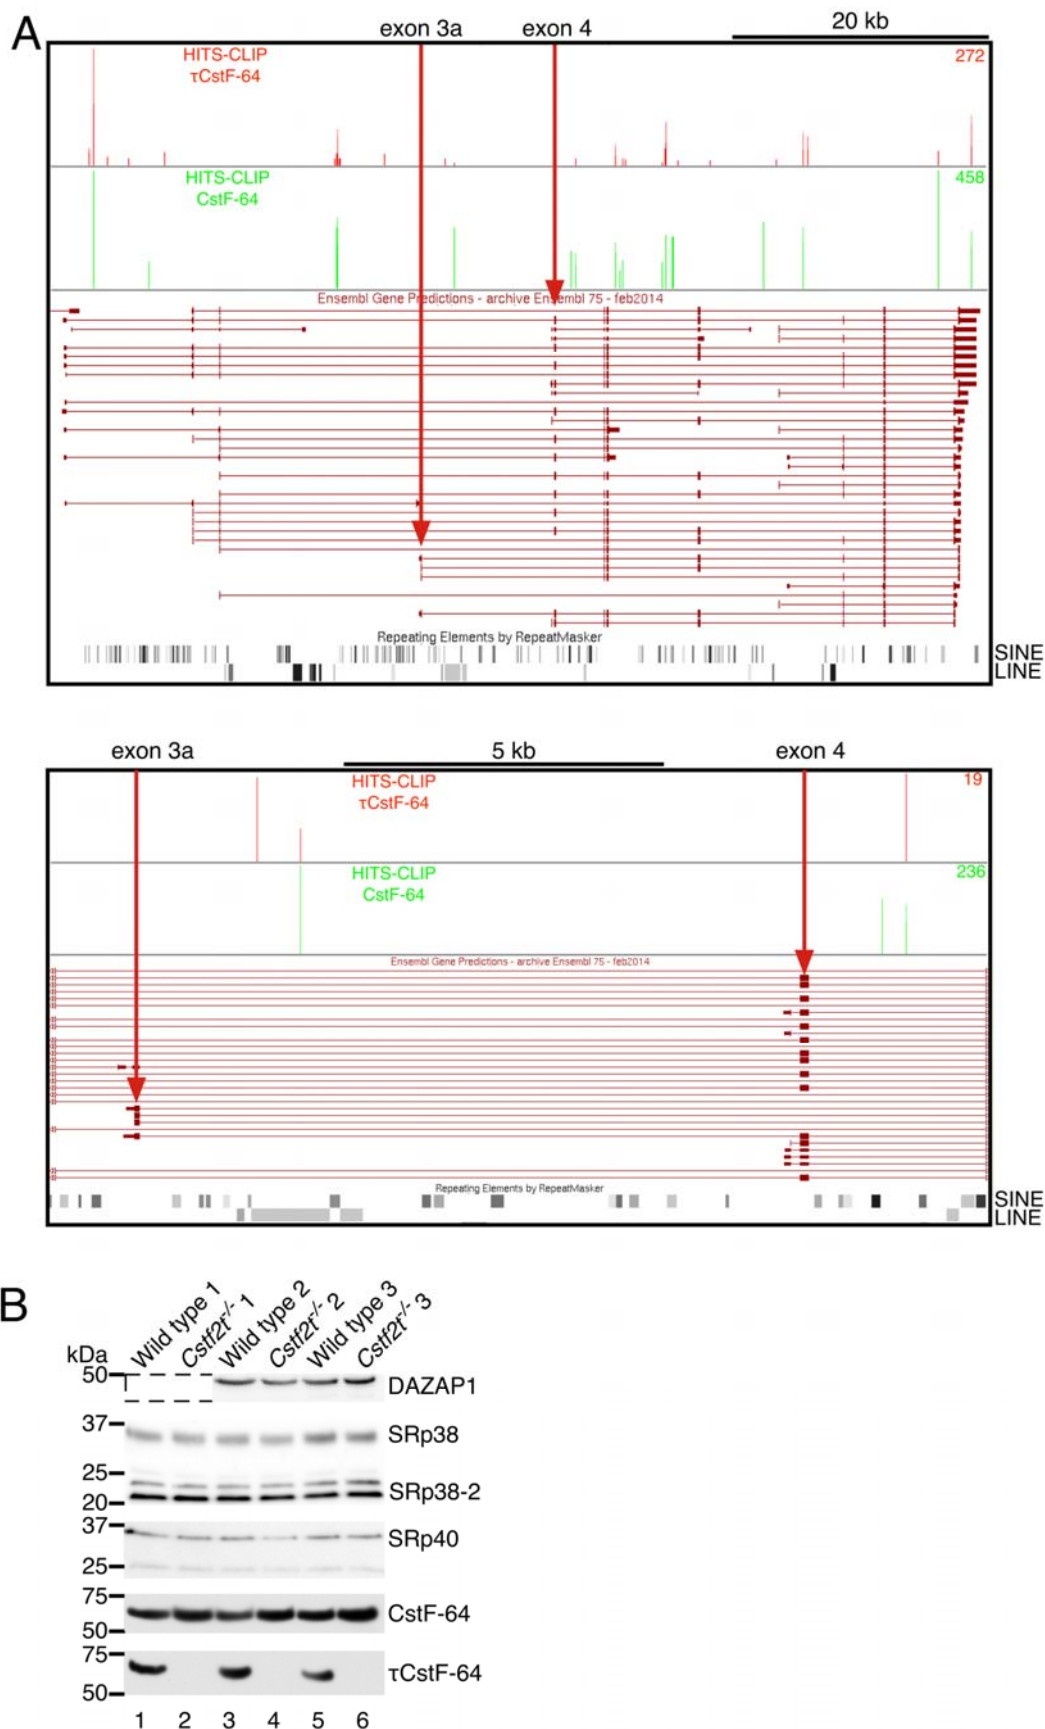 A
exon 3a exon 4 20 kb
HITS-CLIP
τCstF-64
272
HITS-CLIP
CstF-64
458
Ensembl Gene Predictions - archive Ensembl 75 - feb2014
Repeating Elements by RepeatMasker
SINE
LINE
exon 3a 5 kb exon 4
HITS-CLIP
τCstF-64
19
HITS-CLIP
CstF-64
236
Ensembl Gene Predictions - archive Ensembl 75 - feb2014
Repeating Elements by RepeatMasker
SINE
LINE
B
Wild type 1
Cstf2t-/- 1
Wild type 2
Cstf2t-/- 2
Wild type 3
Cstf2t-/- 3
kDa
50 DAZAP1
37 SRp38
25
20 SRp38-2
37 SRp40
25
75 CstF-64
50
75 τCstF-64
50
1 2 3 4 5 6